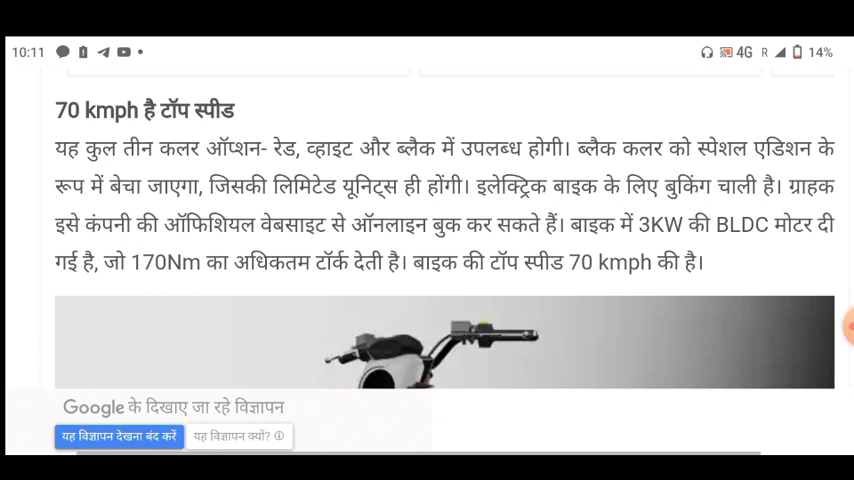 10:11
4G R 14%
70 kmph है टॉप स्पीड
यह कुल तीन कलर ऑप्शन- रेड, व्हाइट और ब्लैक में उपलब्ध होगी। ब्लैक कलर को स्पेशल एडिशन के
रूप में बेचा जाएगा, जिसकी लिमिटेड यूनिट्स ही होंगी। इलेक्ट्रिक बाइक के लिए बुकिंग चाली है। ग्राहक
इसे कंपनी की ऑफिशियल वेबसाइट से ऑनलाइन बुक कर सकते हैं। बाइक में 3KW की BLDC मोटर दी
गई है, जो 170Nm का अधिकतम टॉर्क देती है। बाइक की टॉप स्पीड 70 kmph की है।
Google के दिखाए जा रहे विज्ञापन
यह विज्ञापन देखना बंद करें यह विज्ञापन क्यों?